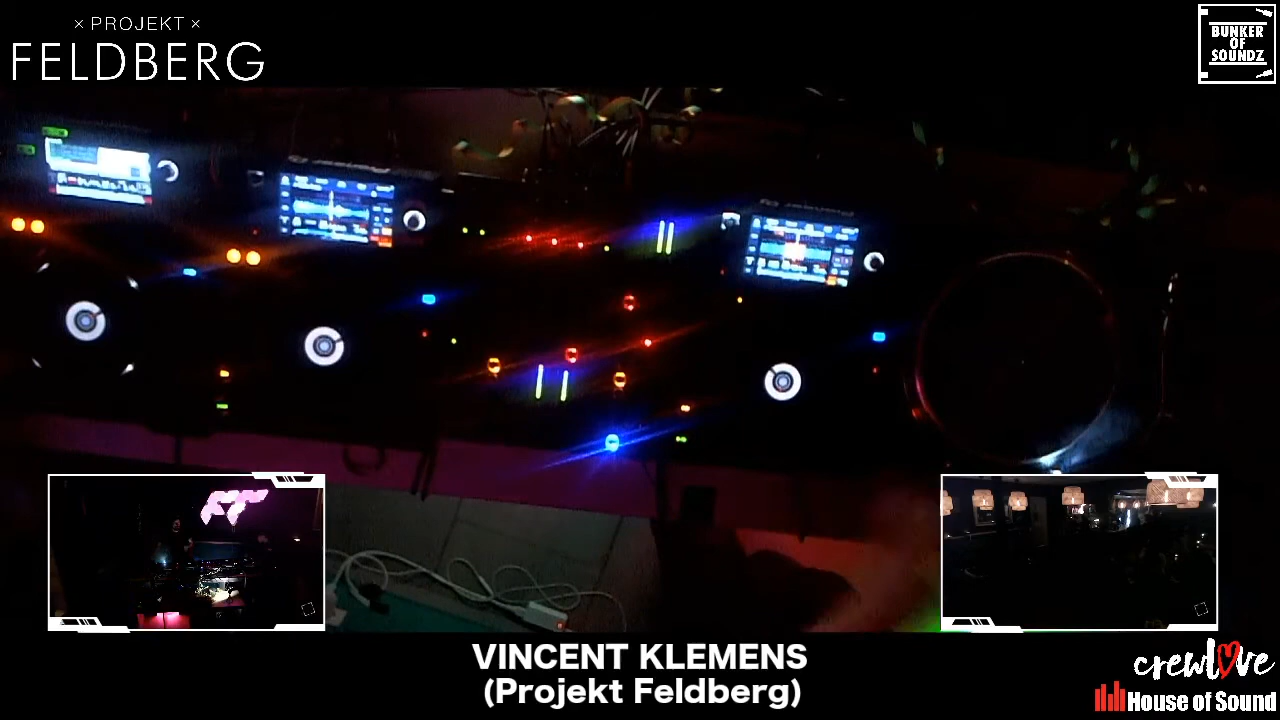 × PROJEKT ×
FELDBERG
BUNKER
OF
SOUNDZ
VINCENT KLEMENS
(Projekt Feldberg)
crewlove
House of Sound